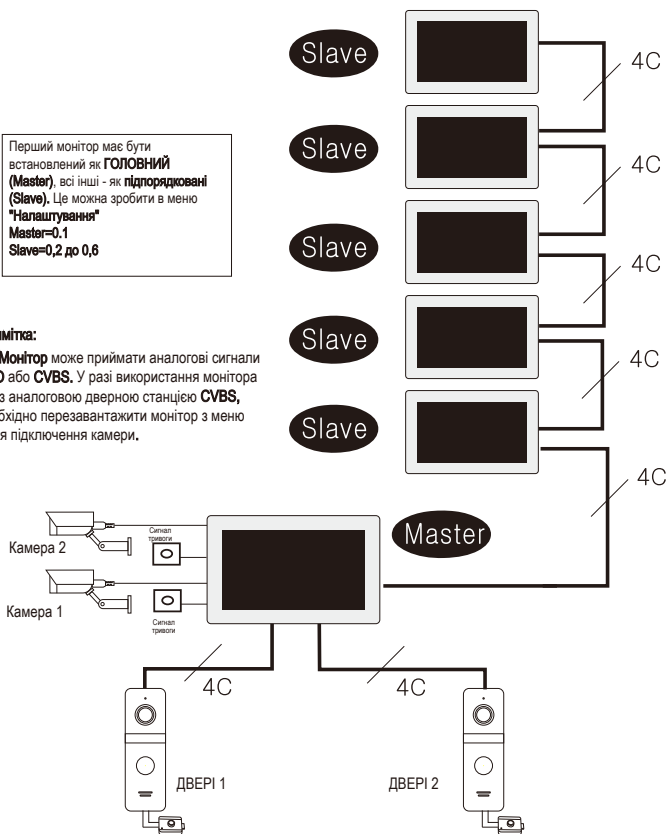 Slave
4C
Slave
4C
Перший монітор має бути
встановлений як ГОЛОВНИЙ
(Master), всі інші - як підпорядковані
(Slave). Це можна зробити в меню
"Налаштування"
Master=0.1
Slave=0,2 до 0,6
Slave
4C
Slave
4C
Slave
4C
Монітор може приймати аналогові сигнали
або CVBS. У разі використання монітора
з аналоговою дверною станцією CVBS,
перезавантажити монітор з меню
підключення камери.
Master
Камера 2
Сигнал
тривоги
Камера 1
Сигнал
тривоги
4C
4C
ДВЕРІ 1
ДВЕРІ 2